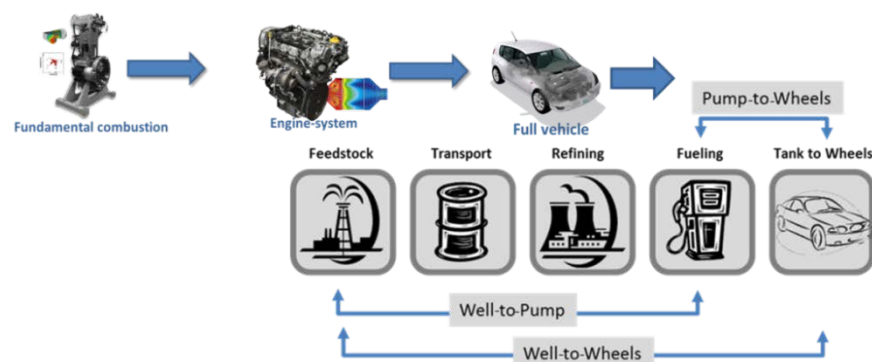 Fundamental combustion
Engine-system
Full vehicle
Pump-to-Wheels
Feedstock
Transport
Refining
Fueling
Tank to Wheels
Well-to-Pump
Well-to-Wheels